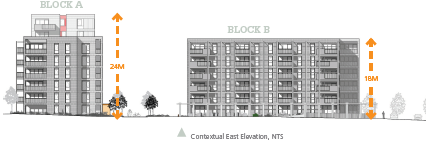 BLOCK A
BLOCK B
24M
18M
Contextual East Elevation, NTS